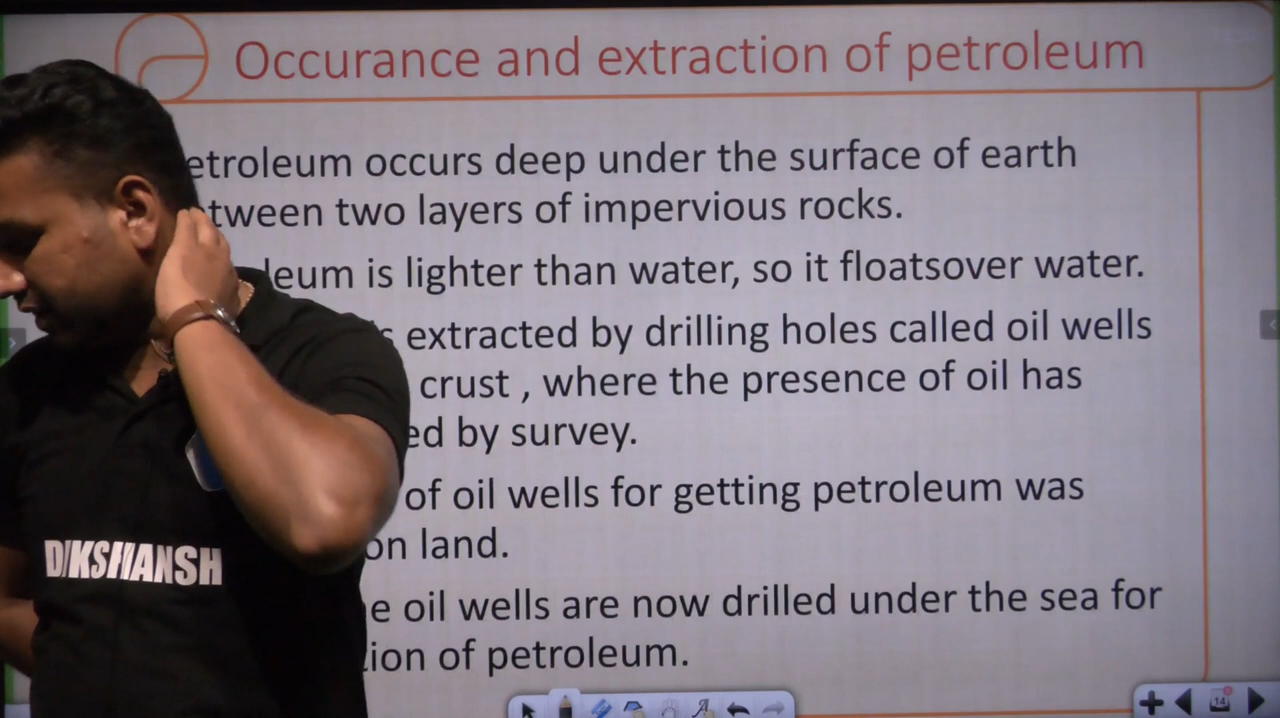 Occurance and extraction of petroleum
etroleum occurs deep under the surface of earth
tween two layers of impervious rocks.
leum is lighter than water, so it floatsover water.
extracted by drilling holes called oil wells
crust , where the presence of oil has
ed by survey.
of oil wells for getting petroleum was
on land.
e oil wells are now drilled under the sea for
tion of petroleum.
DIKSHANSH
14